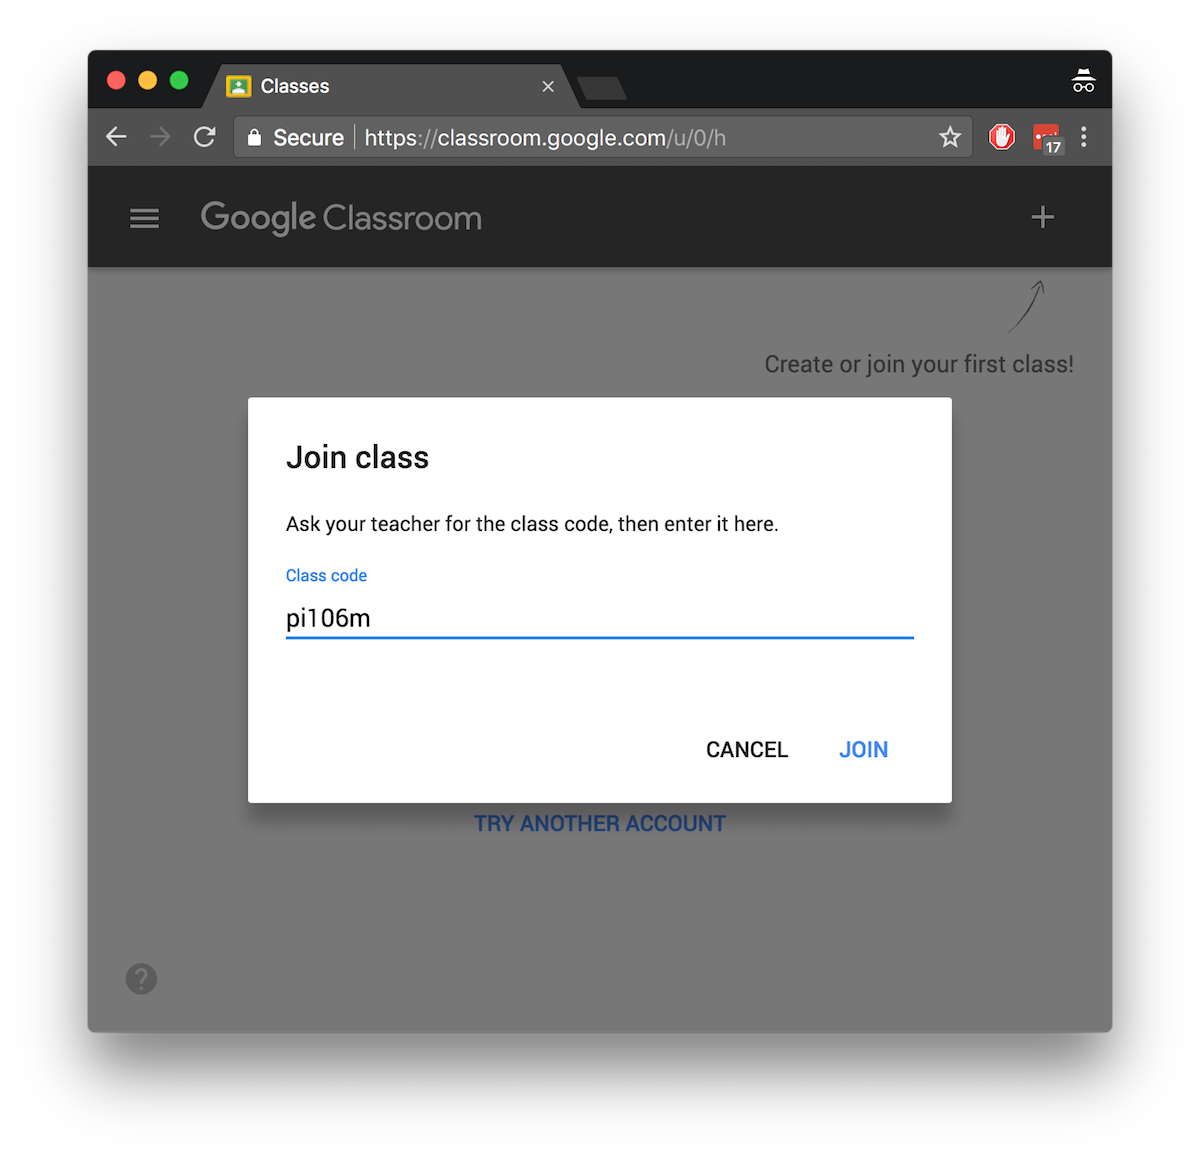 Classes
Secure https://classroom.google.com/u/0/h
17
Google Classroom
Create or join your first class!
Join class
Ask your teacher for the class code, then enter it here.
Class code
pi106m
CANCEL JOIN
TRY ANOTHER ACCOUNT
?